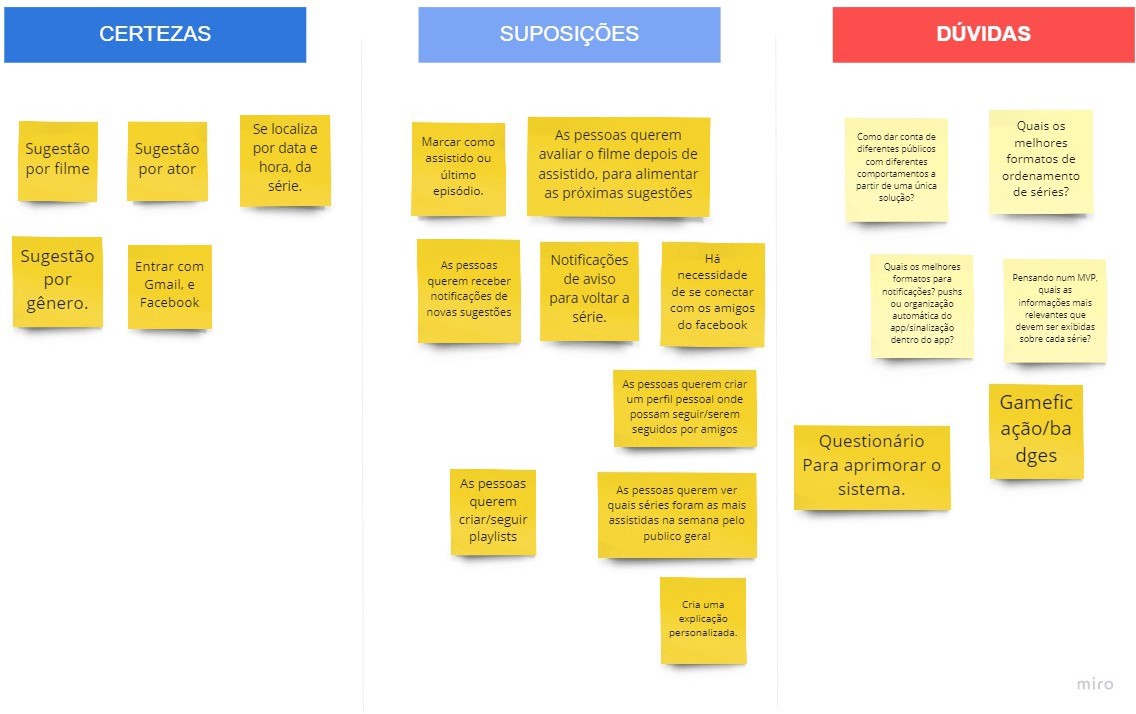 CERTEZAS
Sugestão
por filme
Sugestão
por ator
Se localiza
por data e
hora, da
série.
Sugestão
por
gênero.
Entrar com
Gmail, e
Facebook
SUPOSIÇÕES
Marcar como
assistido ou
último
episódio.
As pessoas querem
avaliar o filme depois de
assistido, para alimentar
as próximas sugestões
As pessoas
querem receber
notificações de
novas sugestões
Notificações
de aviso
para voltar a
série.
Há
necessidade
de se conectar
com os amigos
do facebook
As pessoas querem criar
um perfil pessoal onde
possam seguir/serem
seguidos por amigos
As pessoas
querem
criar/seguir
playlists
As pessoas querem ver
quais séries foram as mais
assistidas na semana pelo
publico geral
Cria uma
explicação
personalizada.
DÚVIDAS
Como dar conta de
diferentes públicos
com diferentes
comportamentos a
partir de uma única
solução?
Quais os
melhores
formatos de
ordenamento
de séries?
Quais os melhores
formatos para
notificações? pushs
ou organização
automática do
app/sinalização
dentro do app?
Pensando num MVP,
quais as
informações mais
relevantes que
devem ser exibidas
sobre cada série?
Gamefic
ação/ba
dges
Questionário
Para aprimorar o
sistema.
miro